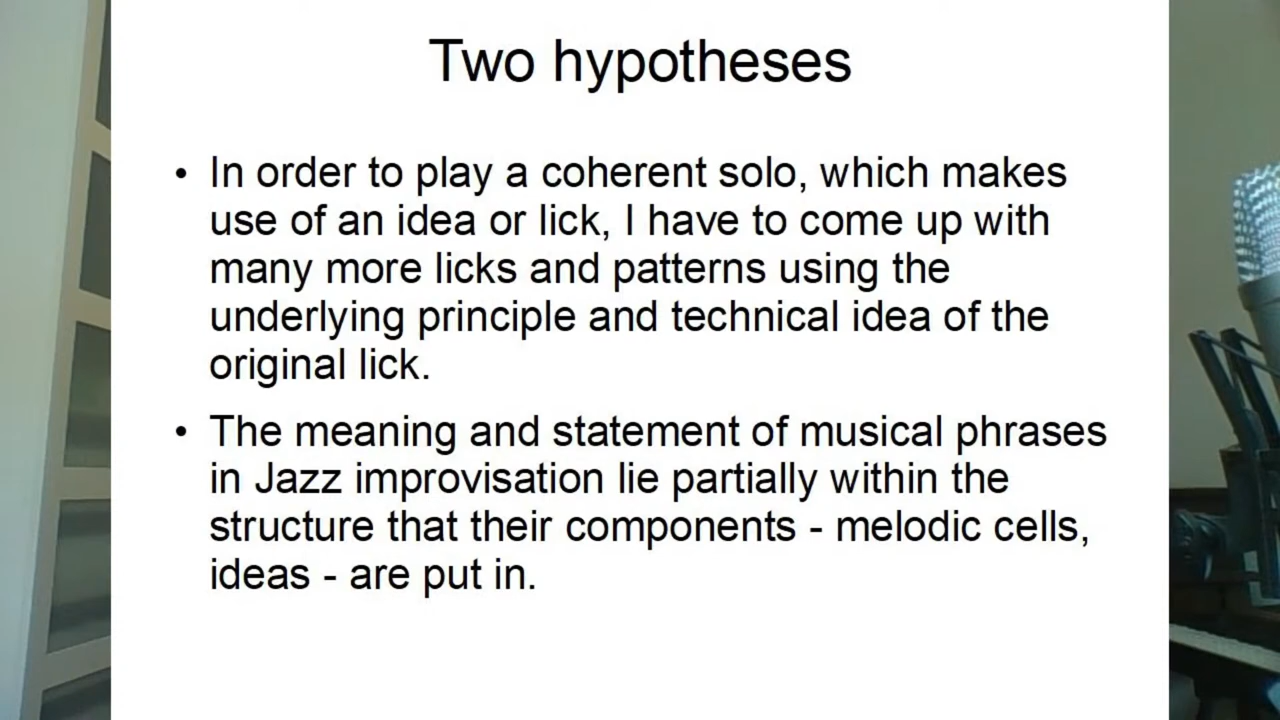 Two hypotheses
• In order to play a coherent solo, which makes
use of an idea or lick, I have to come up with
many more licks and patterns using the
underlying principle and technical idea of the
original lick.
• The meaning and statement of musical phrases
in Jazz improvisation lie partially within the
structure that their components - melodic cells,
ideas - are put in.